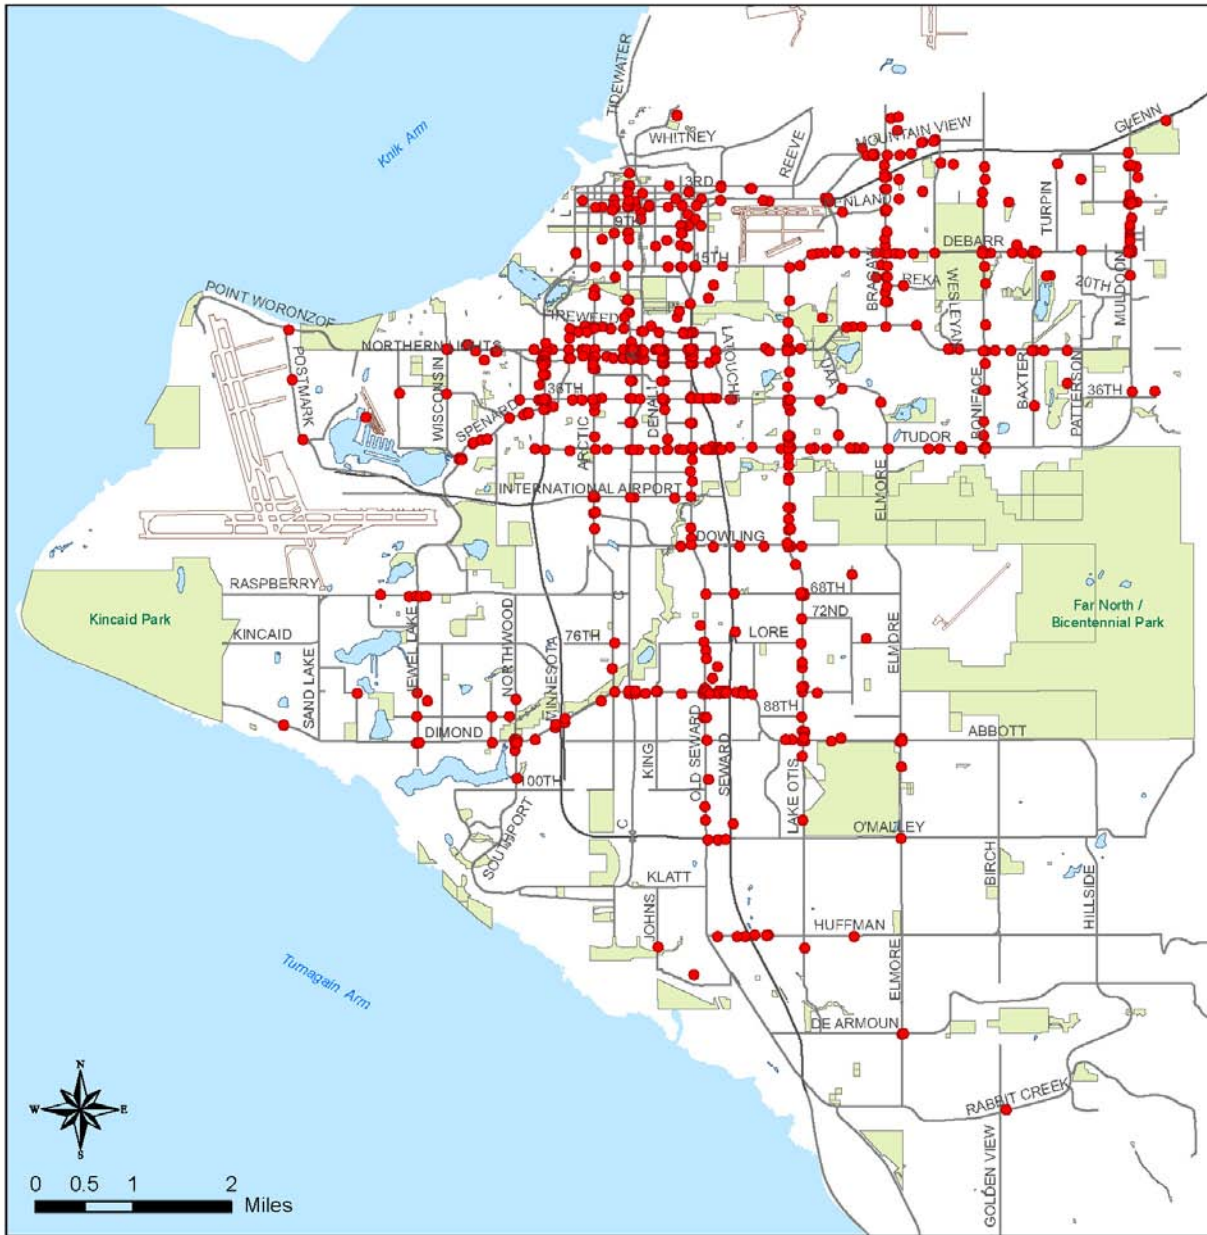 TIDEWATER
WHITNEY
REEVE
MOUNTAIN VIEW
GLENN
Knik Arm
3RD
L
9TH
TURPIN
DEBARR
15TH
BRAGAW
REKA
WESLEYAN
20TH
MULDOON
POINT WORONZOF
POSTMARK
NORTHERN LIGHTS
WISCONSIN
LATOUCHE
UAA
BONIFACE
BAXTER
PATTERSON
36TH
36TH
SPENARD
ARCTIC
DENALI
TUDOR
INTERNATIONAL AIRPORT
ELMORE
DOWLING
RASPBERRY
68TH
Kincaid Park
KINCAID
SAND LAKE
JEWEL LAKE
NORTHWOOD
MINNESOTA
76TH
C
72ND
LORE
ELMORE
Far North /
Bicentennial Park
88TH
DIMOND
ABBOTT
KING
OLD SEWARD
SEWARD
LAKE OTIS
100TH
SOUTHPORT
C
O'MALLEY
KLATT
BIRCH
HILLSIDE
JOHNS
HUFFMAN
ELMORE
Turnagain Arm
DE ARMOUN
RABBIT CREEK
GOLDEN VIEW
N
W E
S
0 0.5 1 2
Miles